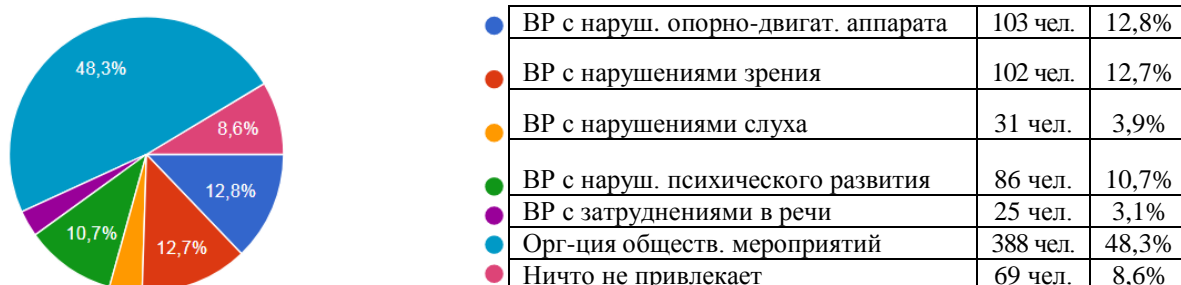 48,3%
8,6%
12,8%
10,7%
12,7%
ВР с наруш. опорно-двигат. аппарата 103 чел. 12,8%
ВР с нарушениями зрения 102 чел. 12,7%
ВР с нарушениями слуха 31 чел. 3,9%
ВР с наруш. психического развития 86 чел. 10,7%
ВР с затруднениями в речи 25 чел. 3,1%
Орг-ция обществ. мероприятий 388 чел. 48,3%
Ничто не привлекает 69 чел. 8,6%